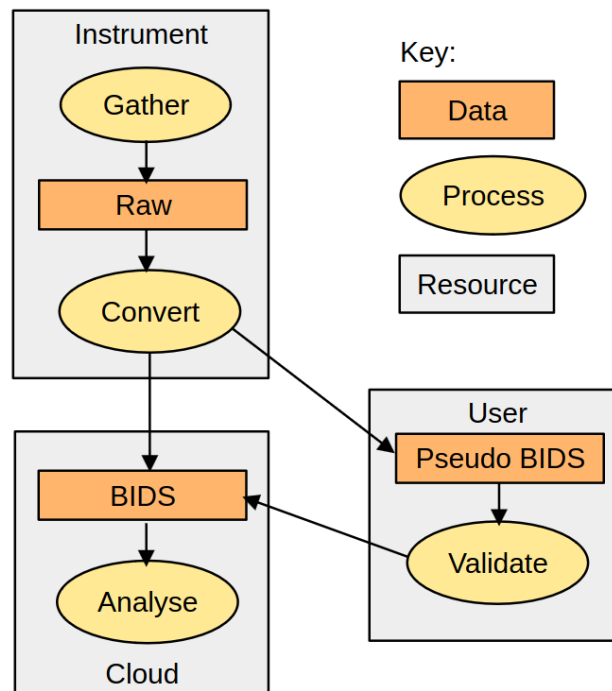 Instrument
Gather
Raw
Convert
Key:
Data
Process
Resource
User
Pseudo BIDS
Validate
BIDS
Analyse
Cloud